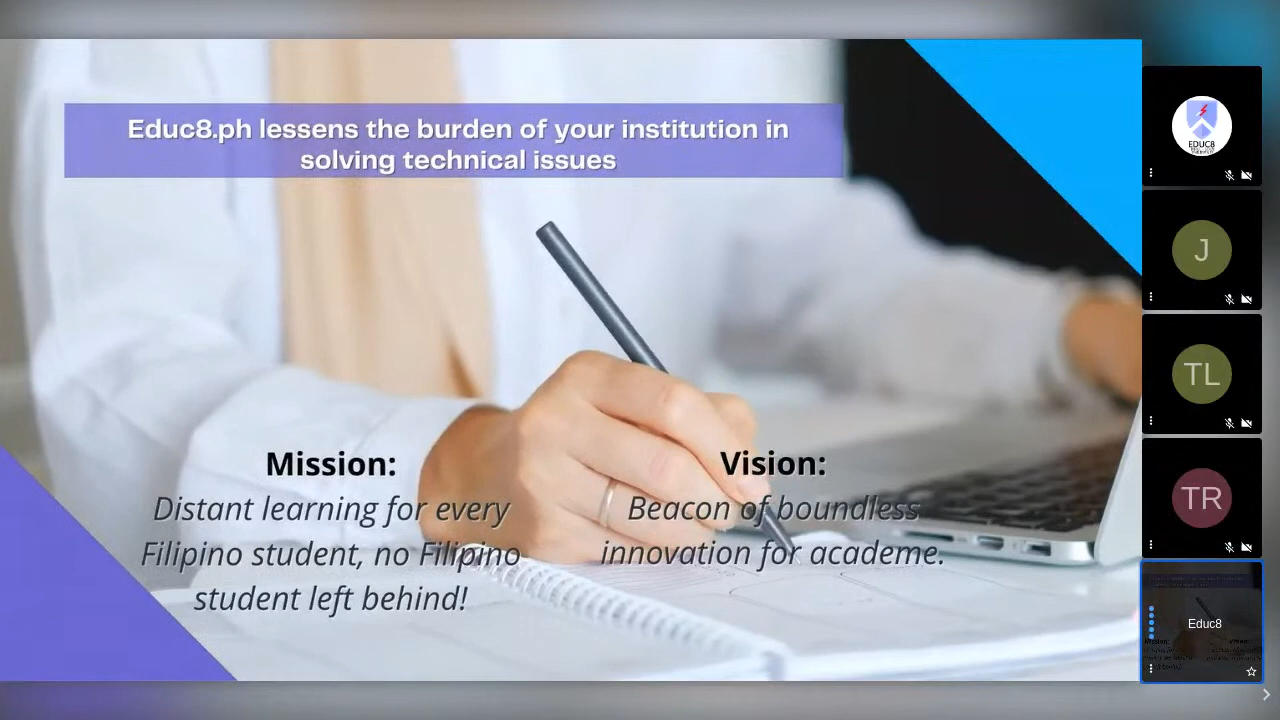 Educ8.ph lessens the burden of your institution in
solving technical issues
Mission:
Distant learning for every
Filipino student, no Filipino
student left behind!
Vision:
Beacon of boundless
innovation for academe.
EDUC8
J
TL
TR
Educ8